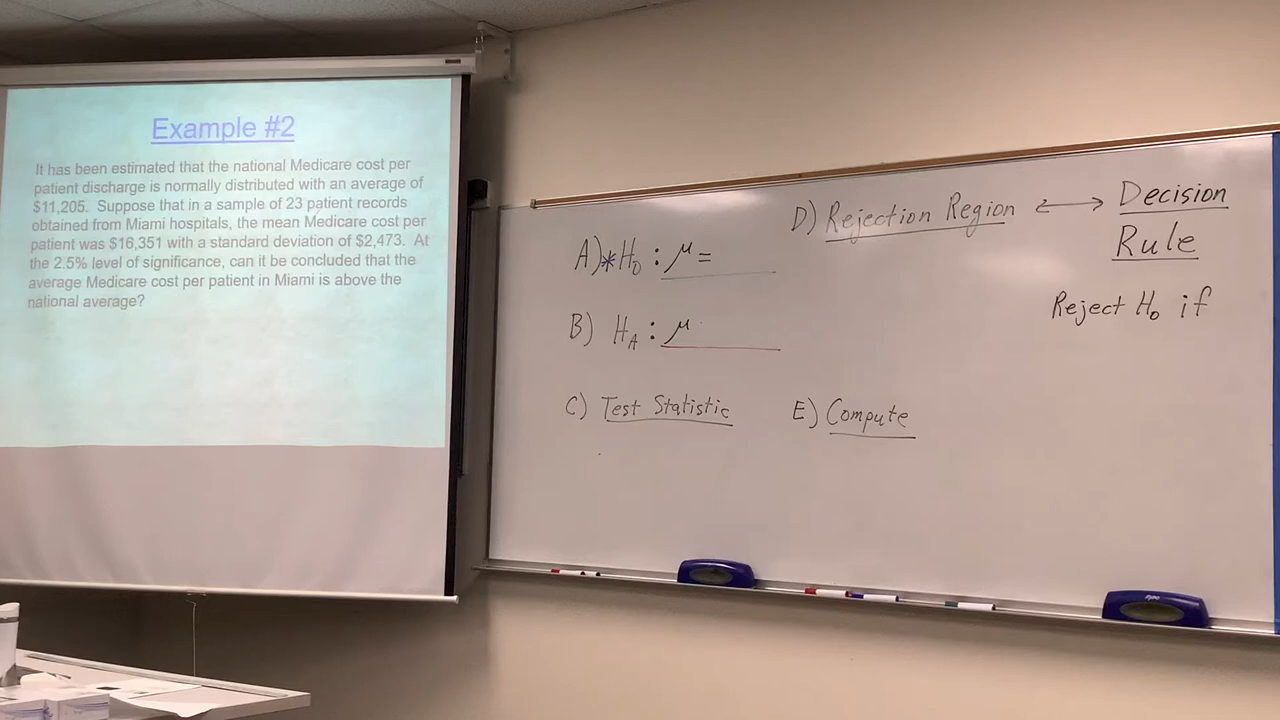 Example #2
It has been estimated that the national Medicare cost per
patient discharge is normally distributed with an average of
$11,205. Suppose that in a sample of 23 patient records
obtained from Miami hospitals, the mean Medicare cost per
patient was $16,351 with a standard deviation of $2,473. At
the 2.5% level of significance, can it be concluded that the
average Medicare cost per patient in Miami is above the
national average?
A)*H₀ : μ =
B) H_A : μ
C) Test Statistic
D) Rejection Region ⟷ Decision
Rule
Reject H₀ if
E) Compute